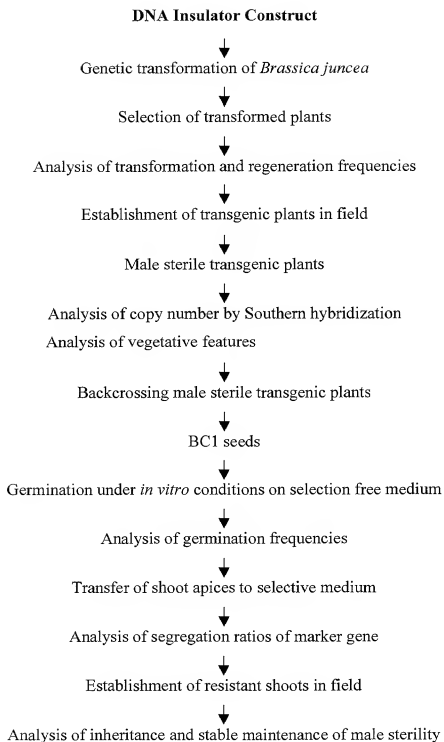 DNA Insulator Construct
Genetic transformation of Brassica juncea
Selection of transformed plants
Analysis of transformation and regeneration frequencies
Establishment of transgenic plants in field
Male sterile transgenic plants
Analysis of copy number by Southern hybridization
Analysis of vegetative features
Backcrossing male sterile transgenic plants
BC1 seeds
Germination under in vitro conditions on selection free medium
Analysis of germination frequencies
Transfer of shoot apices to selective medium
Analysis of segregation ratios of marker gene
Establishment of resistant shoots in field
Analysis of inheritance and stable maintenance of male sterility